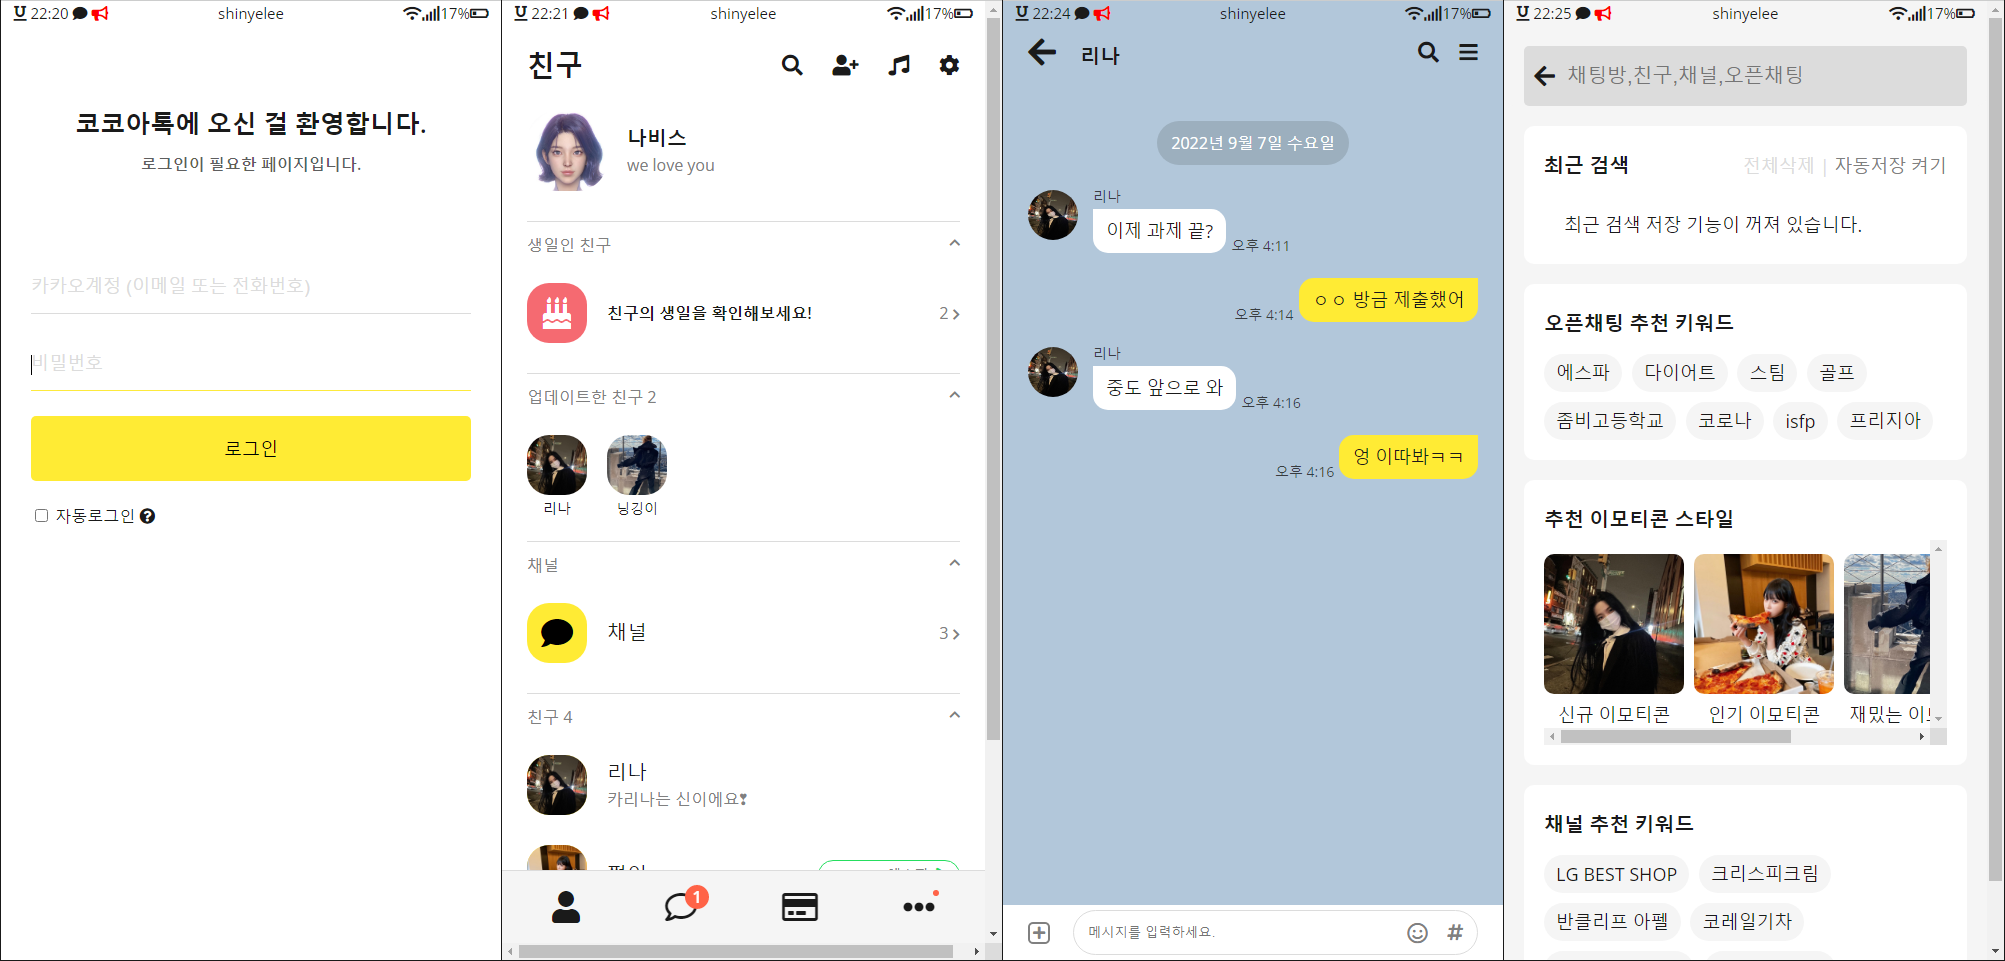 22:20
shinyelee
17%
코코아톡에 오신 걸 환영합니다.
로그인이 필요한 페이지입니다.
카카오계정 (이메일 또는 전화번호)
비밀번호
로그인
자동로그인
22:21
shinyelee
17%
친구
나비스
we love you
생일인 친구
친구의 생일을 확인해보세요!
2
업데이트한 친구 2
리나
닝깅이
채널
채널
3
친구 4
리나
카리나는 신이에요❣
1
22:24
shinyelee
17%
리나
2022년 9월 7일 수요일
리나
이제 과제 끝?
오후 4:11
ㅇㅇ 방금 제출했어
오후 4:14
리나
중도 앞으로 와
오후 4:16
엉 이따봐ㅋㅋ
오후 4:16
메시지를 입력하세요.
#
22:25
shinyelee
17%
채팅방,친구,채널,오픈채팅
최근 검색
전체삭제 | 자동저장 켜기
최근 검색 저장 기능이 꺼져 있습니다.
오픈채팅 추천 키워드
에스파 다이어트 스팀 골프
좀비고등학교 코로나 isfp 프리지아
추천 이모티콘 스타일
신규 이모티콘 인기 이모티콘 재밌는
채널 추천 키워드
LG BEST SHOP 크리스피크림
반클리프 아펠 코레일기차